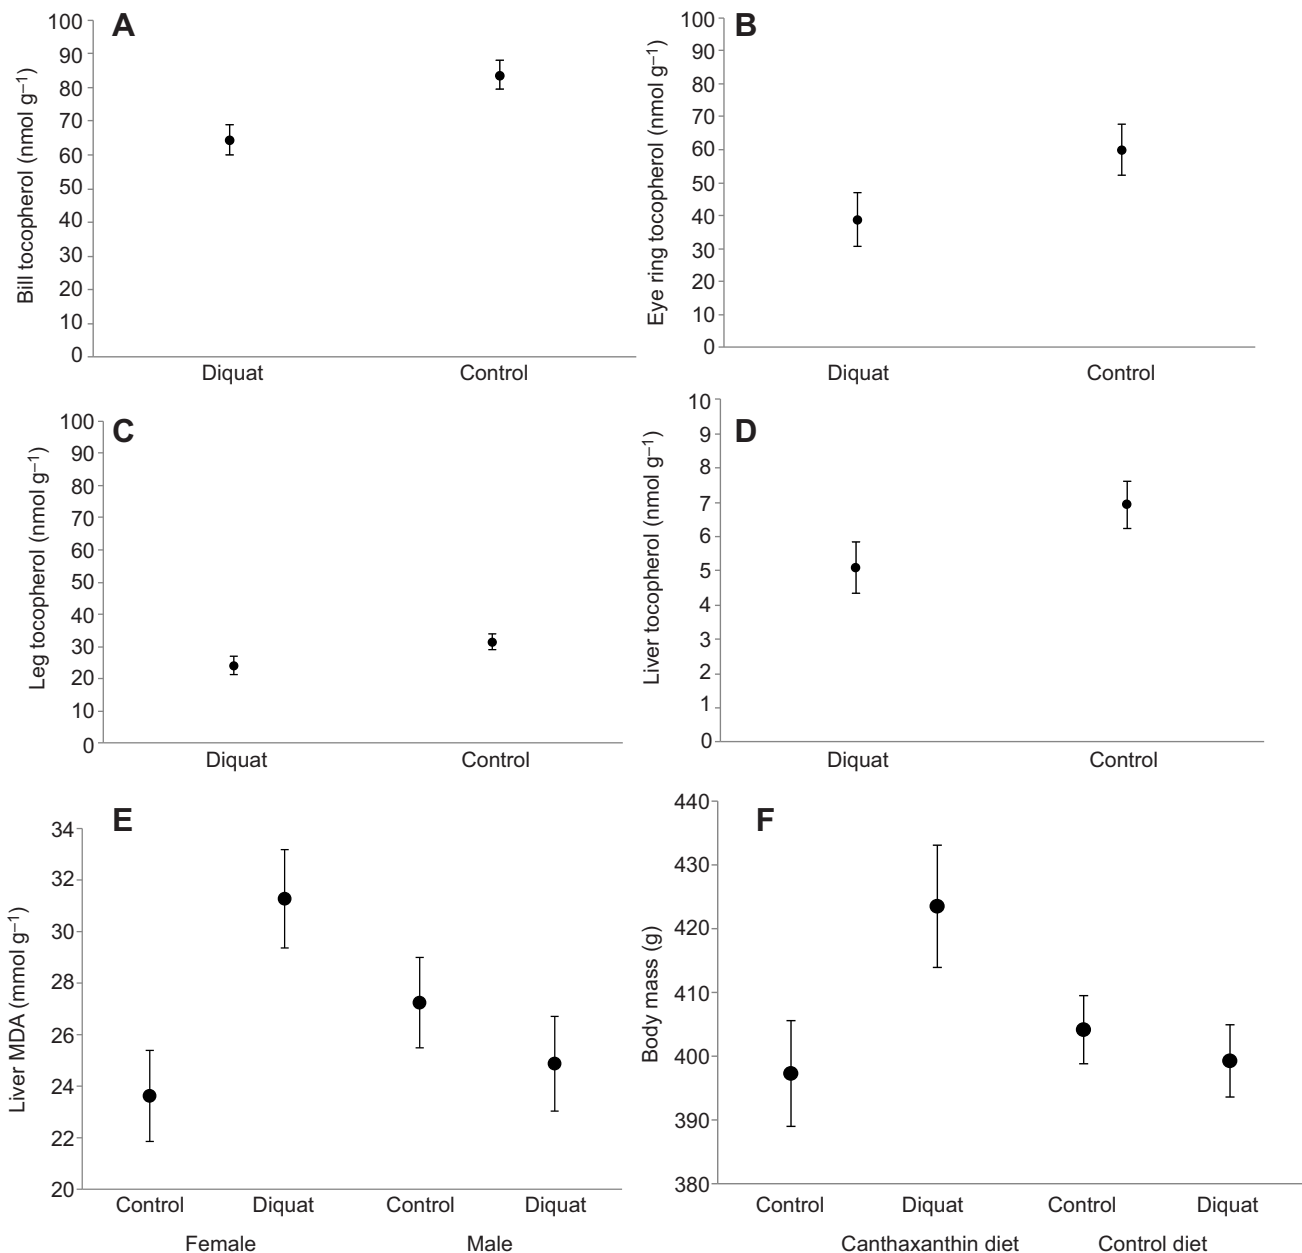 A
Bill tocopherol (nmol g–1)
100
90
80
70
60
50
40
30
20
10
0
Diquat Control
B
Eye ring tocopherol (nmol g–1)
100
90
80
70
60
50
40
30
20
10
0
Diquat Control
C
Leg tocopherol (nmol g–1)
100
90
80
70
60
50
40
30
20
10
0
Diquat Control
D
Liver tocopherol (nmol g–1)
10
9
8
7
6
5
4
3
2
1
0
Diquat Control
E
Liver MDA (mmol g–1)
34
32
30
28
26
24
22
20
Control Diquat Control Diquat
Female Male
F
Body mass (g)
440
430
420
410
400
390
380
Control Diquat Control Diquat
Canthaxanthin diet Control diet